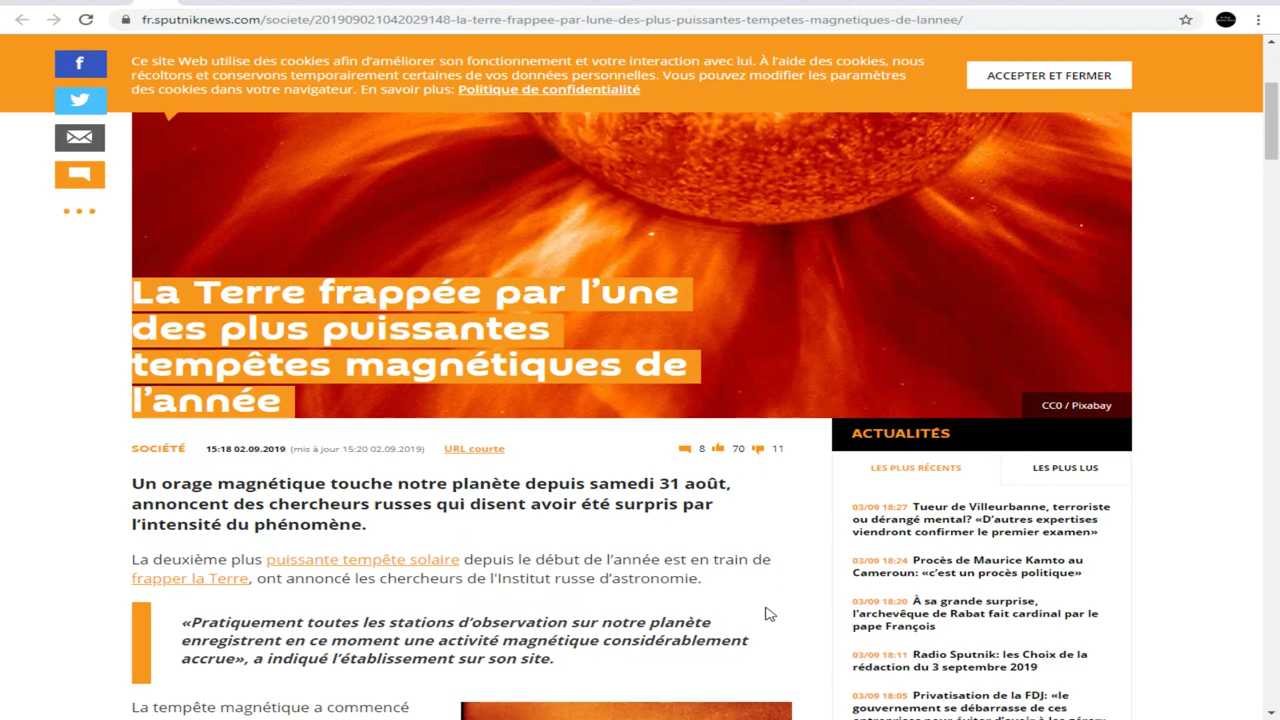 fr.sputniknews.com/societe/201909021042029148-la-terre-frappee-par-lune-des-plus-puissantes-tempetes-magnetiques-de-lannee/
Ce site Web utilise des cookies afin d'améliorer son fonctionnement et votre interaction avec lui. À l'aide des cookies, nous
récoltons et conservons temporairement certaines de vos données personnelles. Vous pouvez modifier les paramètres
des cookies dans votre navigateur. En savoir plus: Politique de confidentialité
ACCEPTER ET FERMER
La Terre frappée par l'une
des plus puissantes
tempêtes magnétiques de
l'année
CC0 / Pixabay
SOCIÉTÉ 15:18 02.09.2019 (mis à jour 15:20 02.09.2019) URL courte 8 70 11
Un orage magnétique touche notre planète depuis samedi 31 août,
annoncent des chercheurs russes qui disent avoir été surpris par
l'intensité du phénomène.
La deuxième plus puissante tempête solaire depuis le début de l'année est en train de
frapper la Terre, ont annoncé les chercheurs de l'Institut russe d'astronomie.
«Pratiquement toutes les stations d'observation sur notre planète
enregistrent en ce moment une activité magnétique considérablement
accrue», a indiqué l'établissement sur son site.
La tempête magnétique a commencé
ACTUALITÉS
LES PLUS RÉCENTS LES PLUS LUS
03/09 18:27 Tueur de Villeurbanne, terroriste
ou dérangé mental? «D'autres expertises
viendront confirmer le premier examen»
03/09 18:24 Procès de Maurice Kamto au
Cameroun: «c'est un procès politique»
03/09 18:20 À sa grande surprise,
l'archevêque de Rabat fait cardinal par le
pape François
03/09 18:11 Radio Sputnik: les Choix de la
rédaction du 3 septembre 2019
03/09 18:05 Privatisation de la FDJ: «le
gouvernement se débarrasse de ces